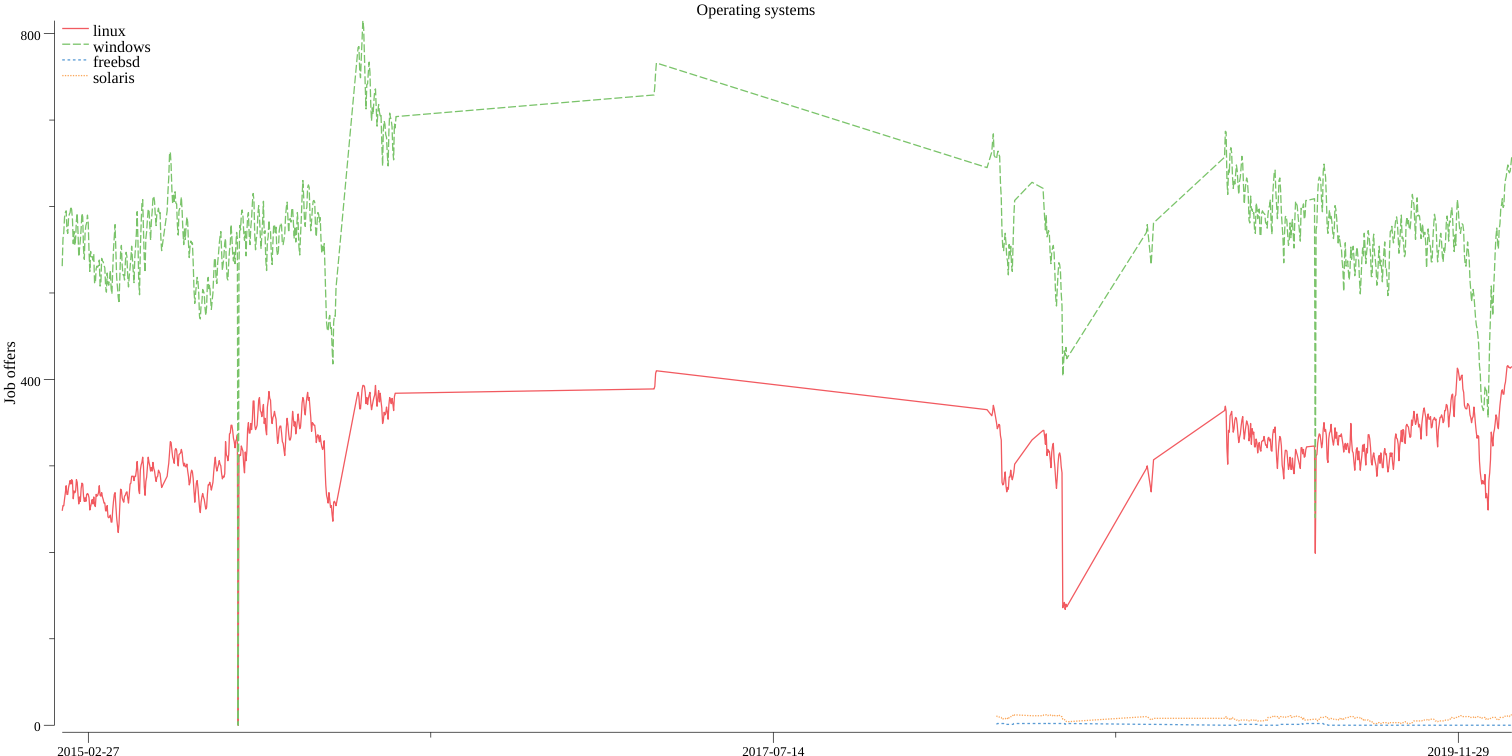 Operating systems
linux
windows
freebsd
solaris
800
400
0
Job offers
2015-02-27
2017-07-14
2019-11-29